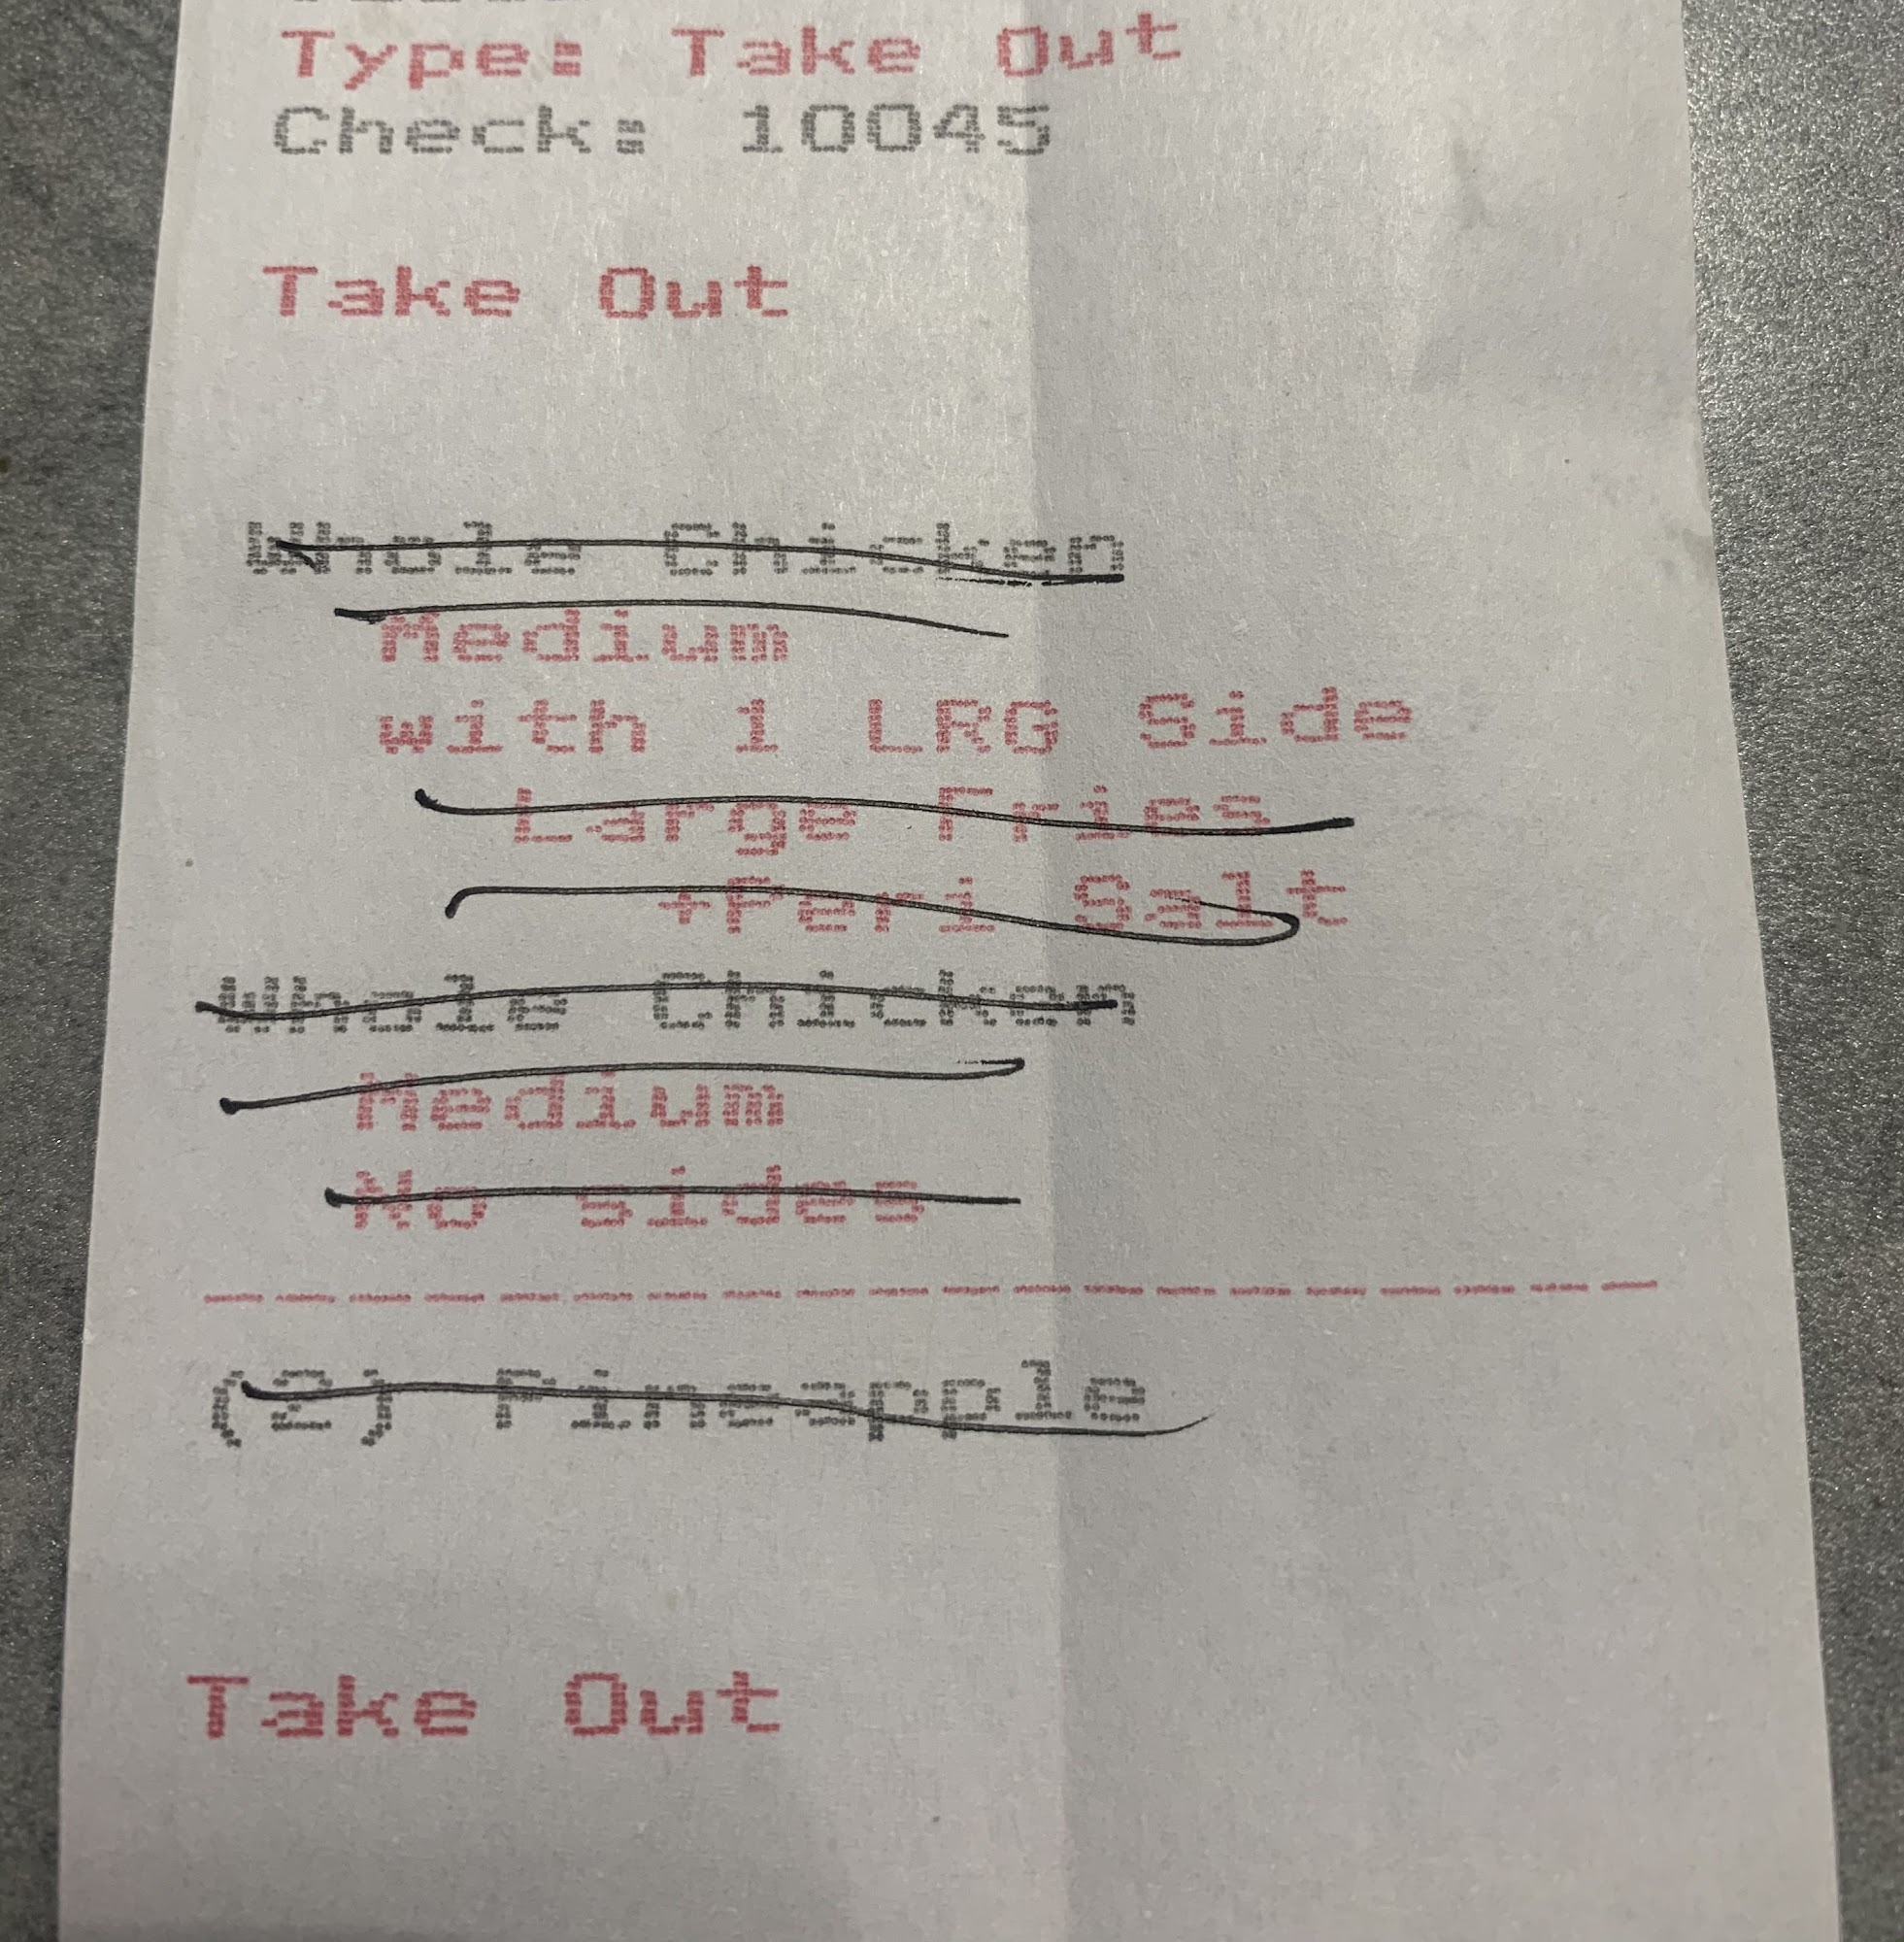 Type: Take Out
Check: 10045
Take Out
Whole Chicken
Medium
with 1 LRG Side
Large Fries
+Peri Salt
Whole Chicken
Medium
No sides
(2) Pineapple
Take Out